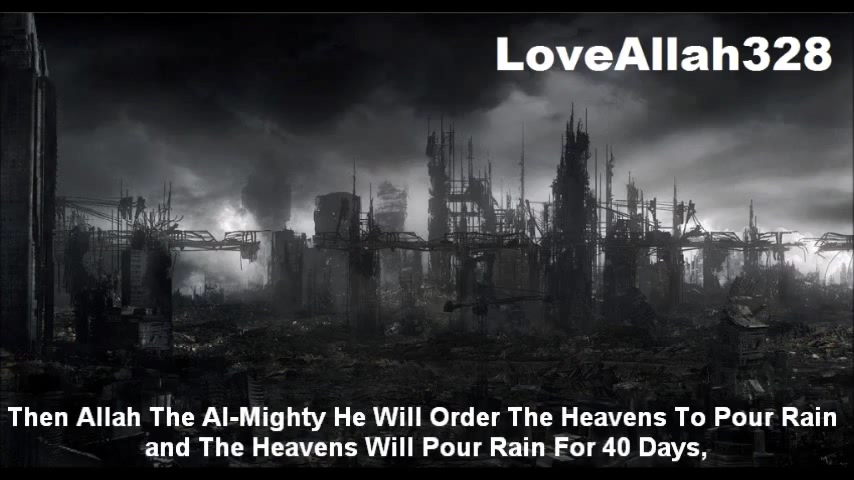 LoveAllah328
Then Allah The Al-Mighty He Will Order The Heavens To Pour Rain
and The Heavens Will Pour Rain For 40 Days,